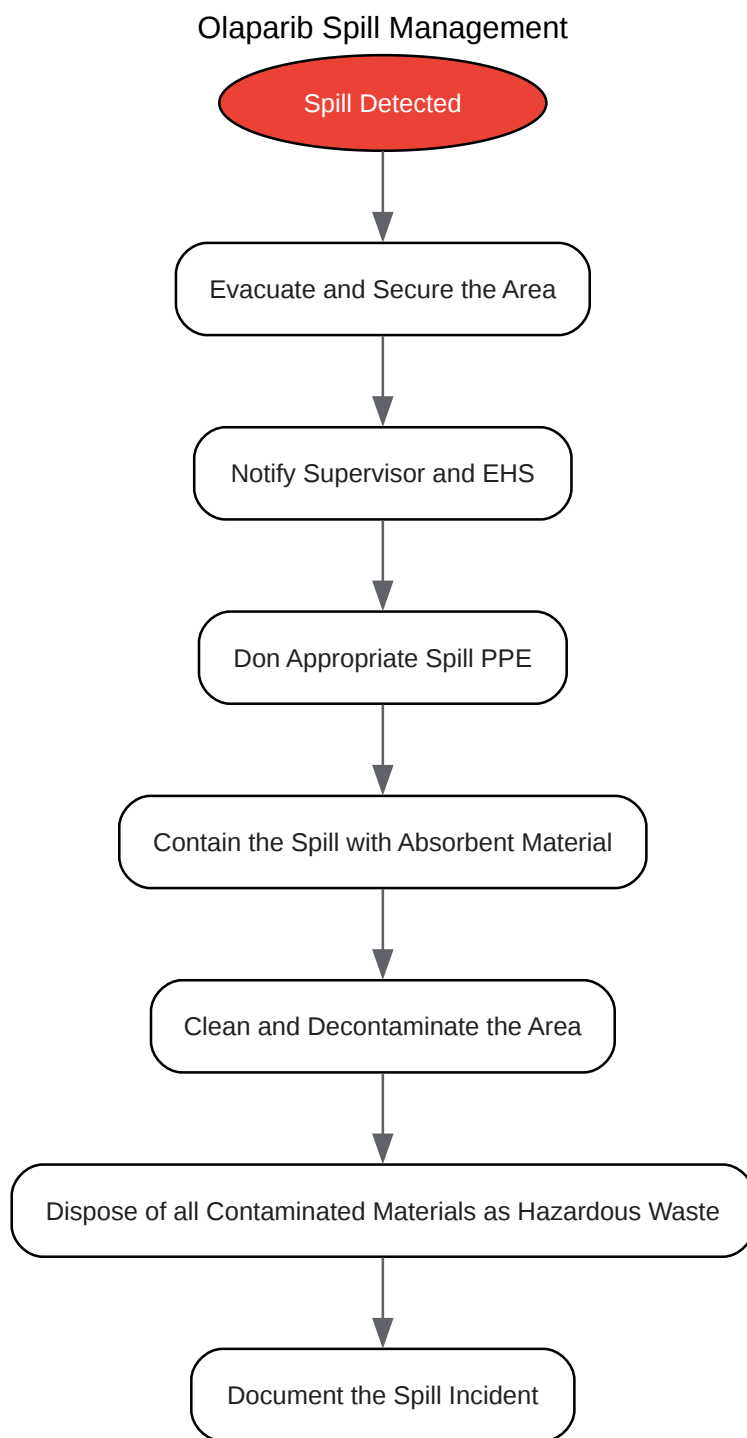 Olaparib Spill Management
Spill Detected
Evacuate and Secure the Area
Notify Supervisor and EHS
Don Appropriate Spill PPE
Contain the Spill with Absorbent Material
Clean and Decontaminate the Area
Dispose of all Contaminated Materials as Hazardous Waste
Document the Spill Incident